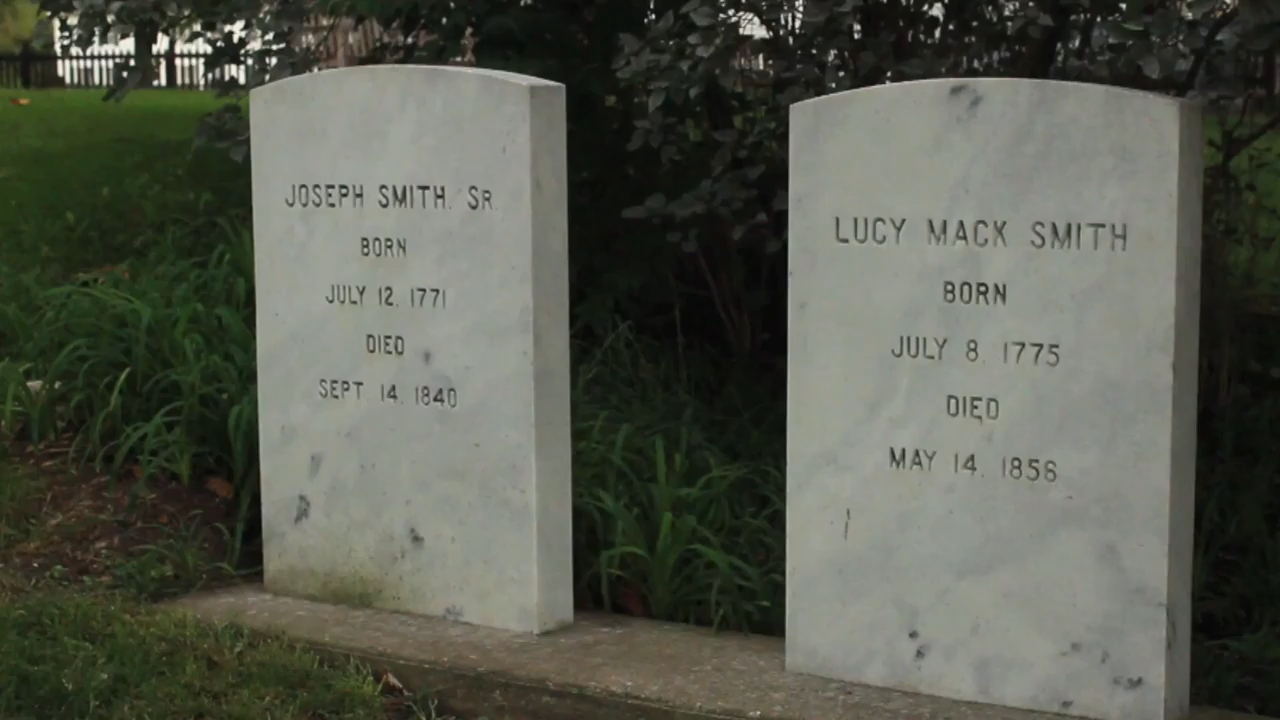 JOSEPH SMITH. SR.
BORN
JULY 12. 1771
DIED
SEPT 14. 1840
LUCY MACK SMITH
BORN
JULY 8. 1775
DIED
MAY 14. 1856